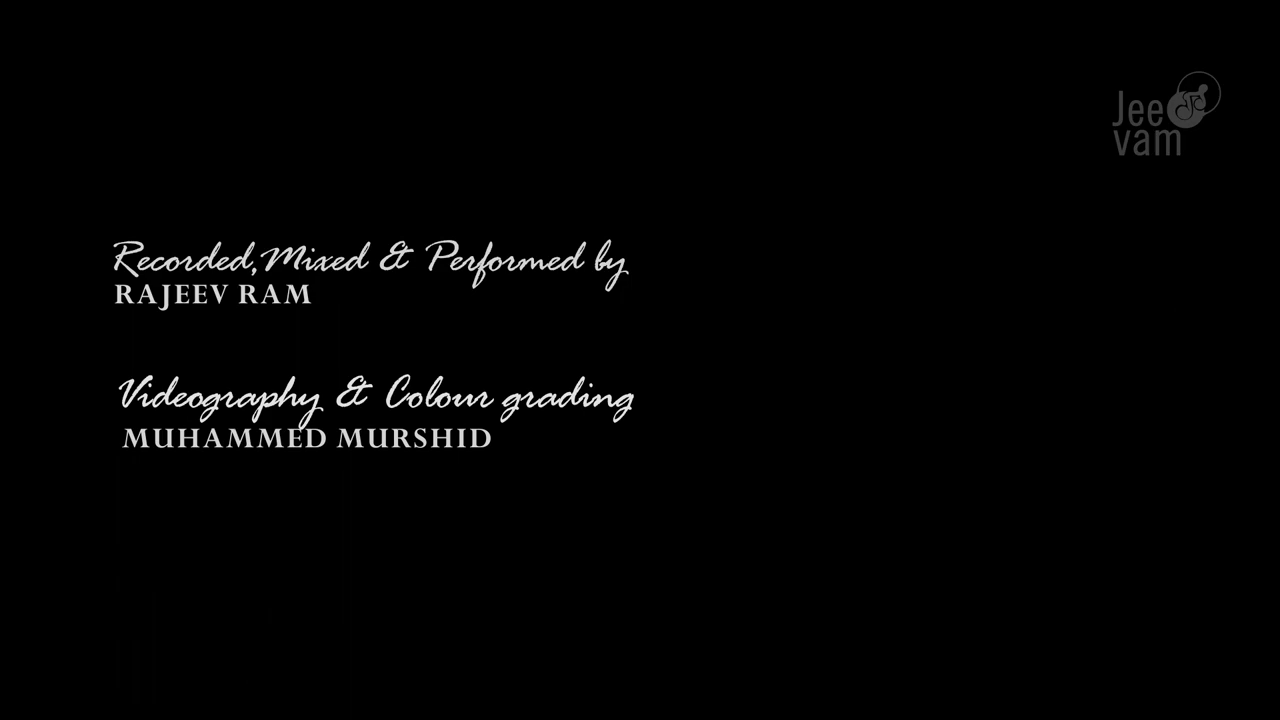 Jee
vam
Recorded,Mixed & Performed by
RAJEEV RAM
Videography & Colour grading
MUHAMMED MURSHID